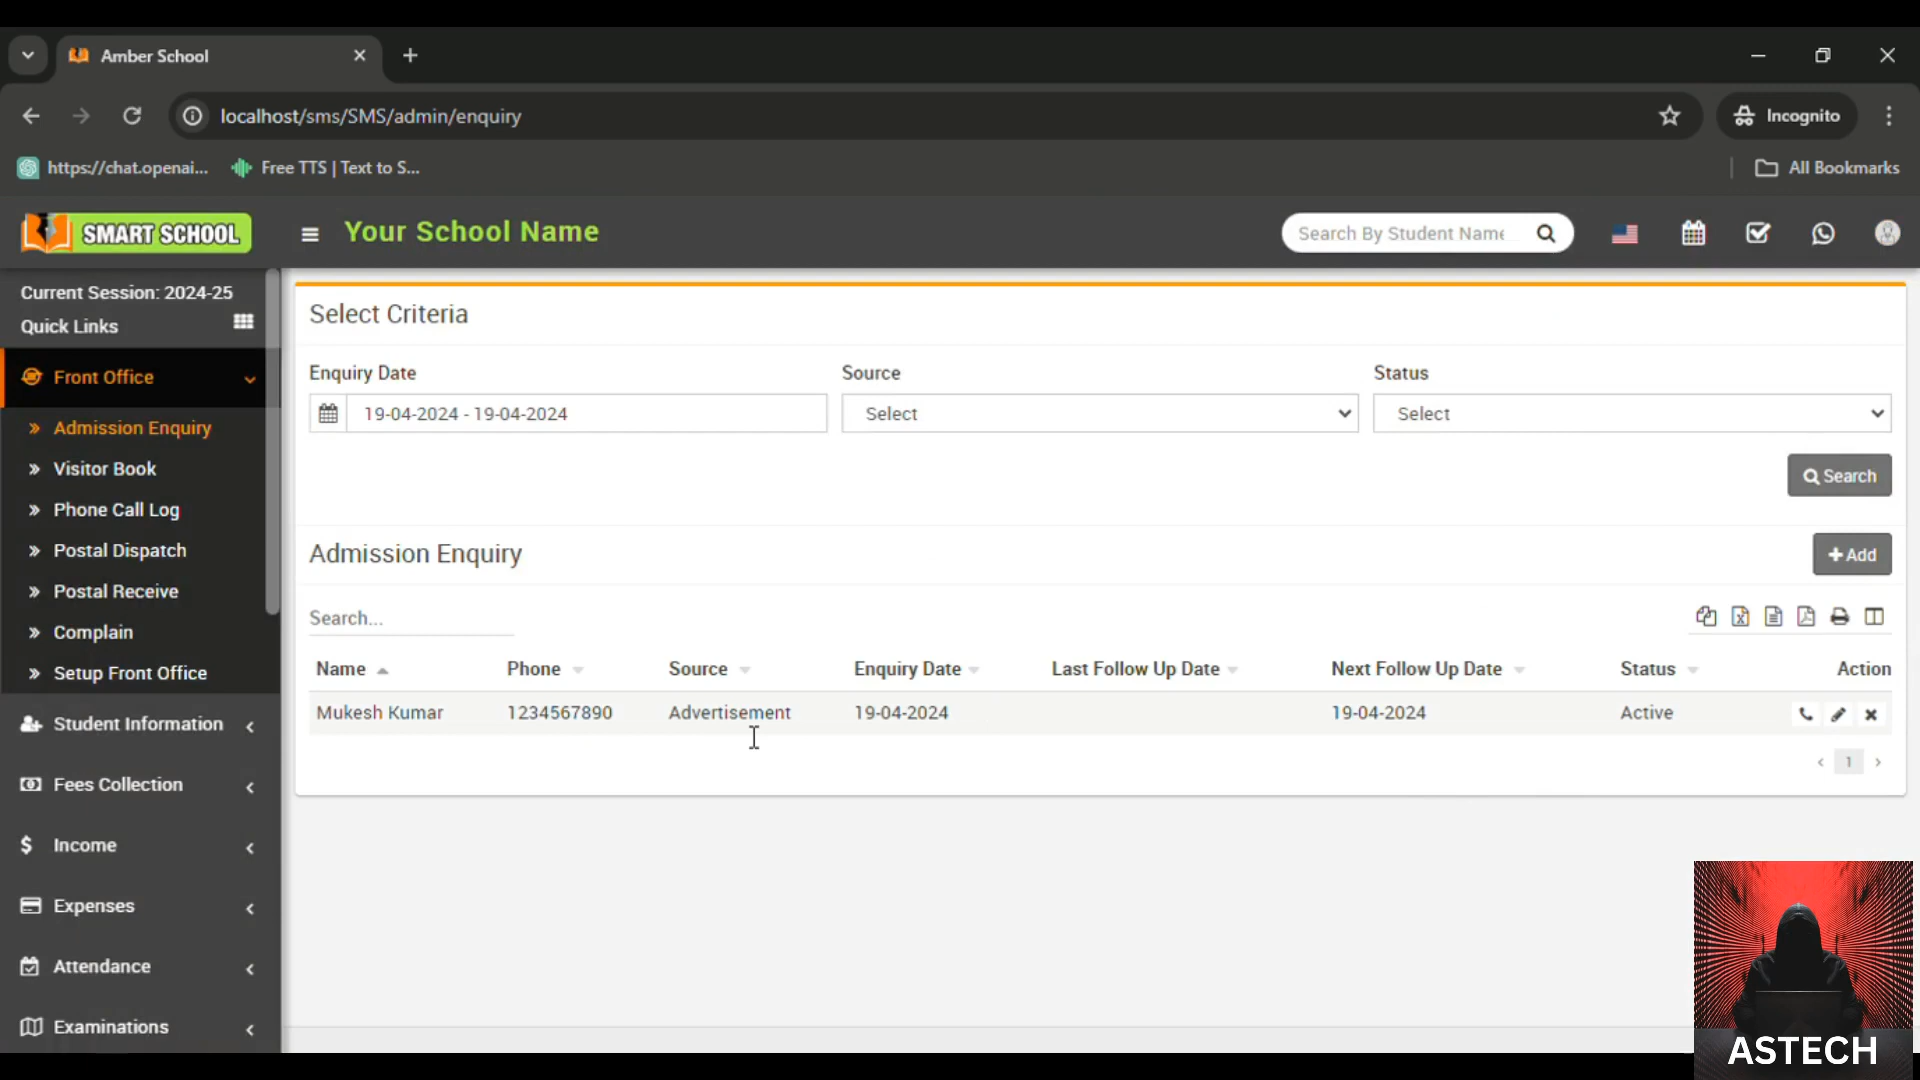 Amber School
localhost/sms/SMS/admin/enquiry
Incognito
https://chat.openai...
Free TTS | Text to S...
All Bookmarks
SMART SCHOOL
Your School Name
Search By Student Name
Current Session: 2024-25
Quick Links
Front Office
Admission Enquiry
Visitor Book
Phone Call Log
Postal Dispatch
Postal Receive
Complain
Setup Front Office
Student Information
Fees Collection
Income
Expenses
Attendance
Examinations
Select Criteria
Enquiry Date Source Status
19-04-2024 - 19-04-2024 Select Select
Search
Admission Enquiry
Add
Search...
Name Phone Source Enquiry Date Last Follow Up Date Next Follow Up Date Status Action
Mukesh Kumar 1234567890 Advertisement 19-04-2024 19-04-2024 Active
1
ASTECH